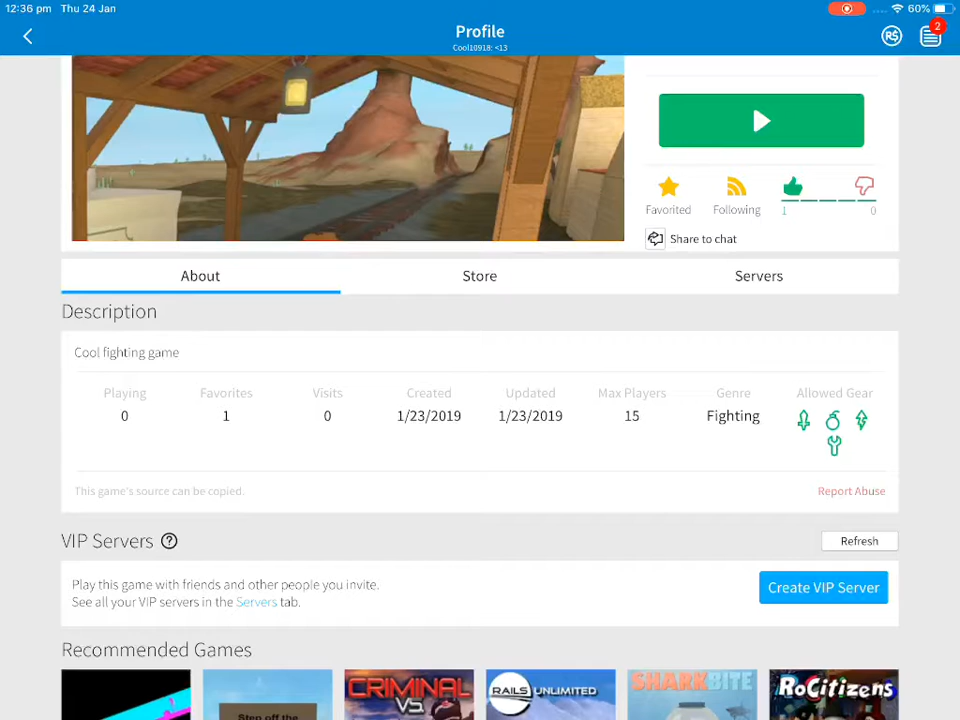 12:36 pm Thu 24 Jan
60%
Profile
Cool10918: <13
R$
2
Favorited Following 1 0
Share to chat
About Store Servers
Description
Cool fighting game
Playing Favorites Visits Created Updated Max Players Genre Allowed Gear
0 1 0 1/23/2019 1/23/2019 15 Fighting
This game's source can be copied. Report Abuse
VIP Servers ? Refresh
Play this game with friends and other people you invite.
See all your VIP servers in the Servers tab.
Create VIP Server
Recommended Games
Step off the
CRIMINAL
VS.
RAILS UNLIMITED
SHARKBITE
RoCitizens